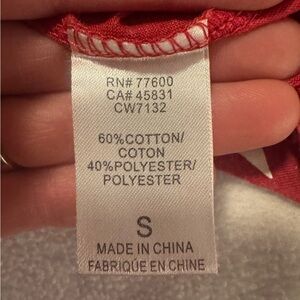 RN# 77600
CA# 45831
CW7132
60%COTTON/
COTON
40%POLYESTER/
POLYESTER
S
MADE IN CHINA
FABRIQUE EN CHINE